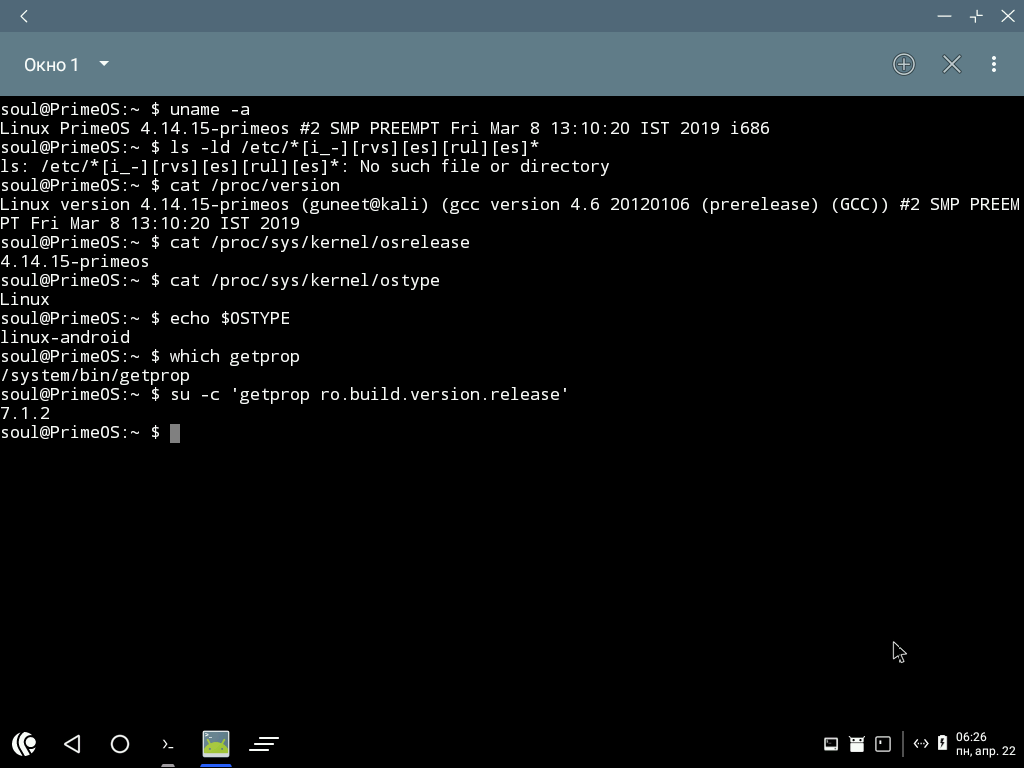 Окно 1
soul@PrimeOS:~ $ uname -a
Linux PrimeOS 4.14.15-primeos #2 SMP PREEMPT Fri Mar 8 13:10:20 IST 2019 i686
soul@PrimeOS:~ $ ls -ld /etc/*[i_-][rvs][es][rul][es]*
ls: /etc/*[i_-][rvs][es][rul][es]*: No such file or directory
soul@PrimeOS:~ $ cat /proc/version
Linux version 4.14.15-primeos (guneet@kali) (gcc version 4.6 20120106 (prerelease) (GCC)) #2 SMP PREEM
PT Fri Mar 8 13:10:20 IST 2019
soul@PrimeOS:~ $ cat /proc/sys/kernel/osrelease
4.14.15-primeos
soul@PrimeOS:~ $ cat /proc/sys/kernel/ostype
Linux
soul@PrimeOS:~ $ echo $OSTYPE
linux-android
soul@PrimeOS:~ $ which getprop
/system/bin/getprop
soul@PrimeOS:~ $ su -c 'getprop ro.build.version.release'
7.1.2
soul@PrimeOS:~ $
06:26
пн, апр. 22